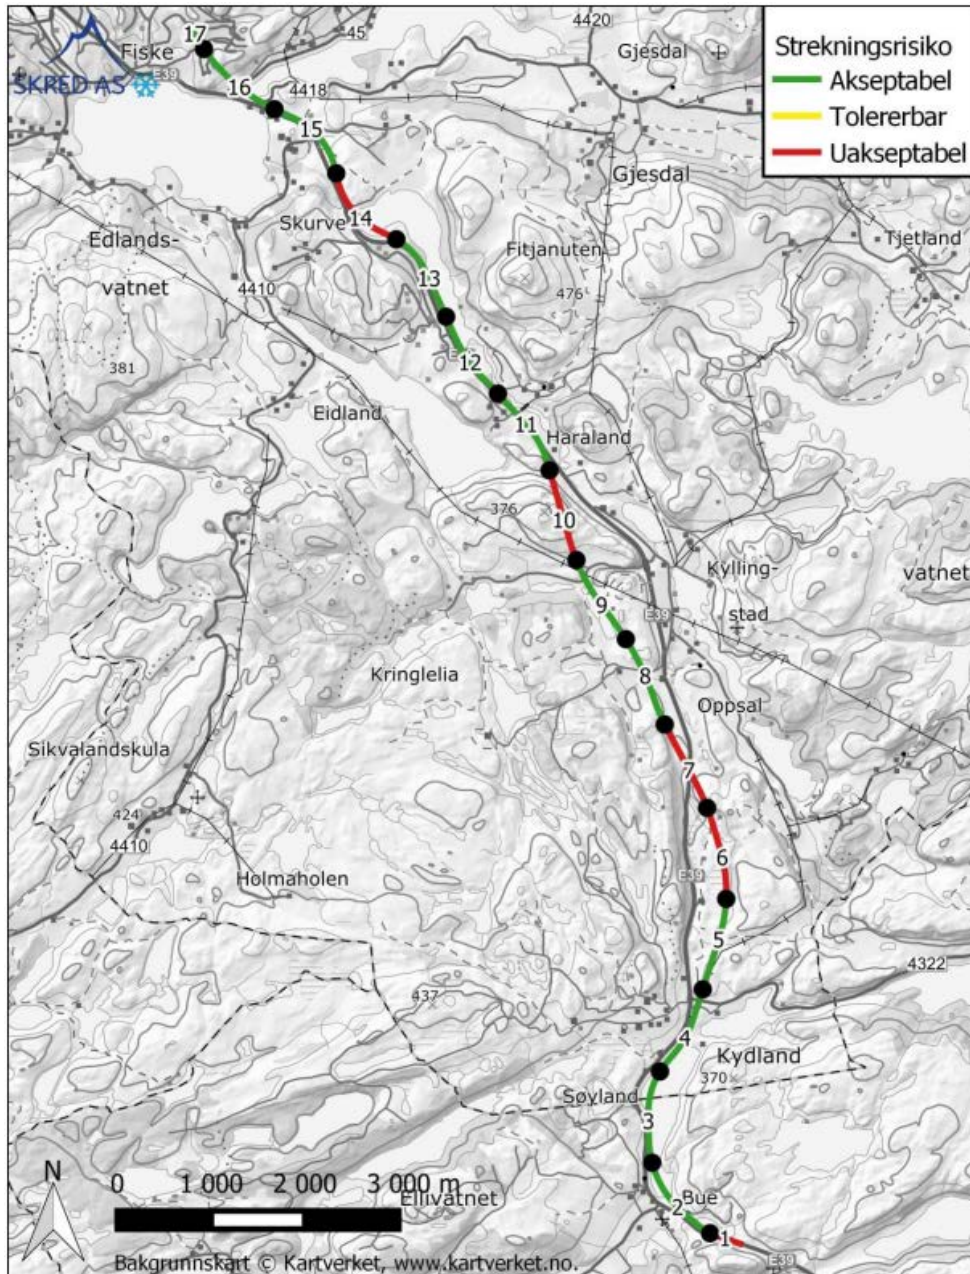 4420
17
Fiske
45
Gjesdal
E39
SKRED AS
16
4418
15
Strekningsrisiko
Akseptabel
Tolererbar
Uakseptabel
Gjesdal
14
Skurve
Edlands-
Fitjanuten
Tjetland
13
vatnet
4410
476
12
381
Eidland
11
Haraland
376
10
Kylling-
vatnet
9
E39
stad
Kringlelia
8
Oppsal
Sikvalandskula
7
424
4410
6
Holmaholen
E39
5
4322
437
4
Kydland
370
Søyland
3
N
0 1 000 2 000 3 000 m
Ellivatnet
Bue
2
1
E39
Bakgrunnskart © Kartverket, www.kartverket.no.